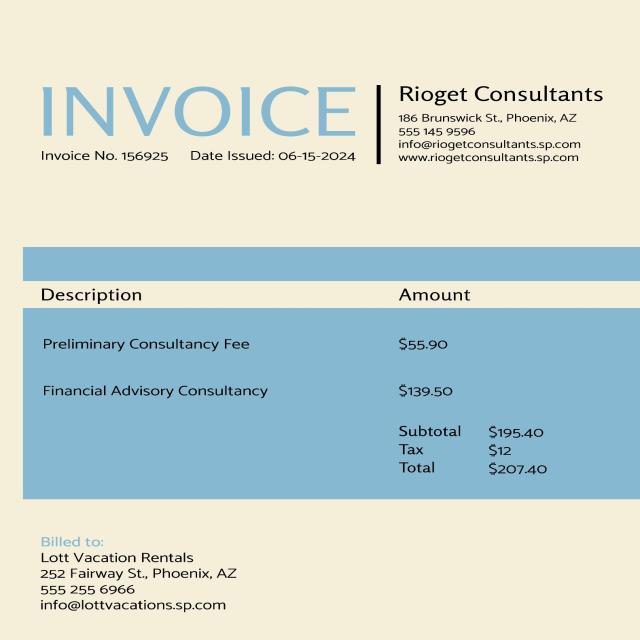 INVOICE
Invoice No. 156925 Date Issued: 06-15-2024
Rioget Consultants
186 Brunswick St., Phoenix, AZ
555 145 9596
info@riogetconsultants.sp.com
www.riogetconsultants.sp.com
Description Amount
Preliminary Consultancy Fee $55.90
Financial Advisory Consultancy $139.50
Subtotal $195.40
Tax $12
Total $207.40
Billed to:
Lott Vacation Rentals
252 Fairway St., Phoenix, AZ
555 255 6966
info@lottvacations.sp.com